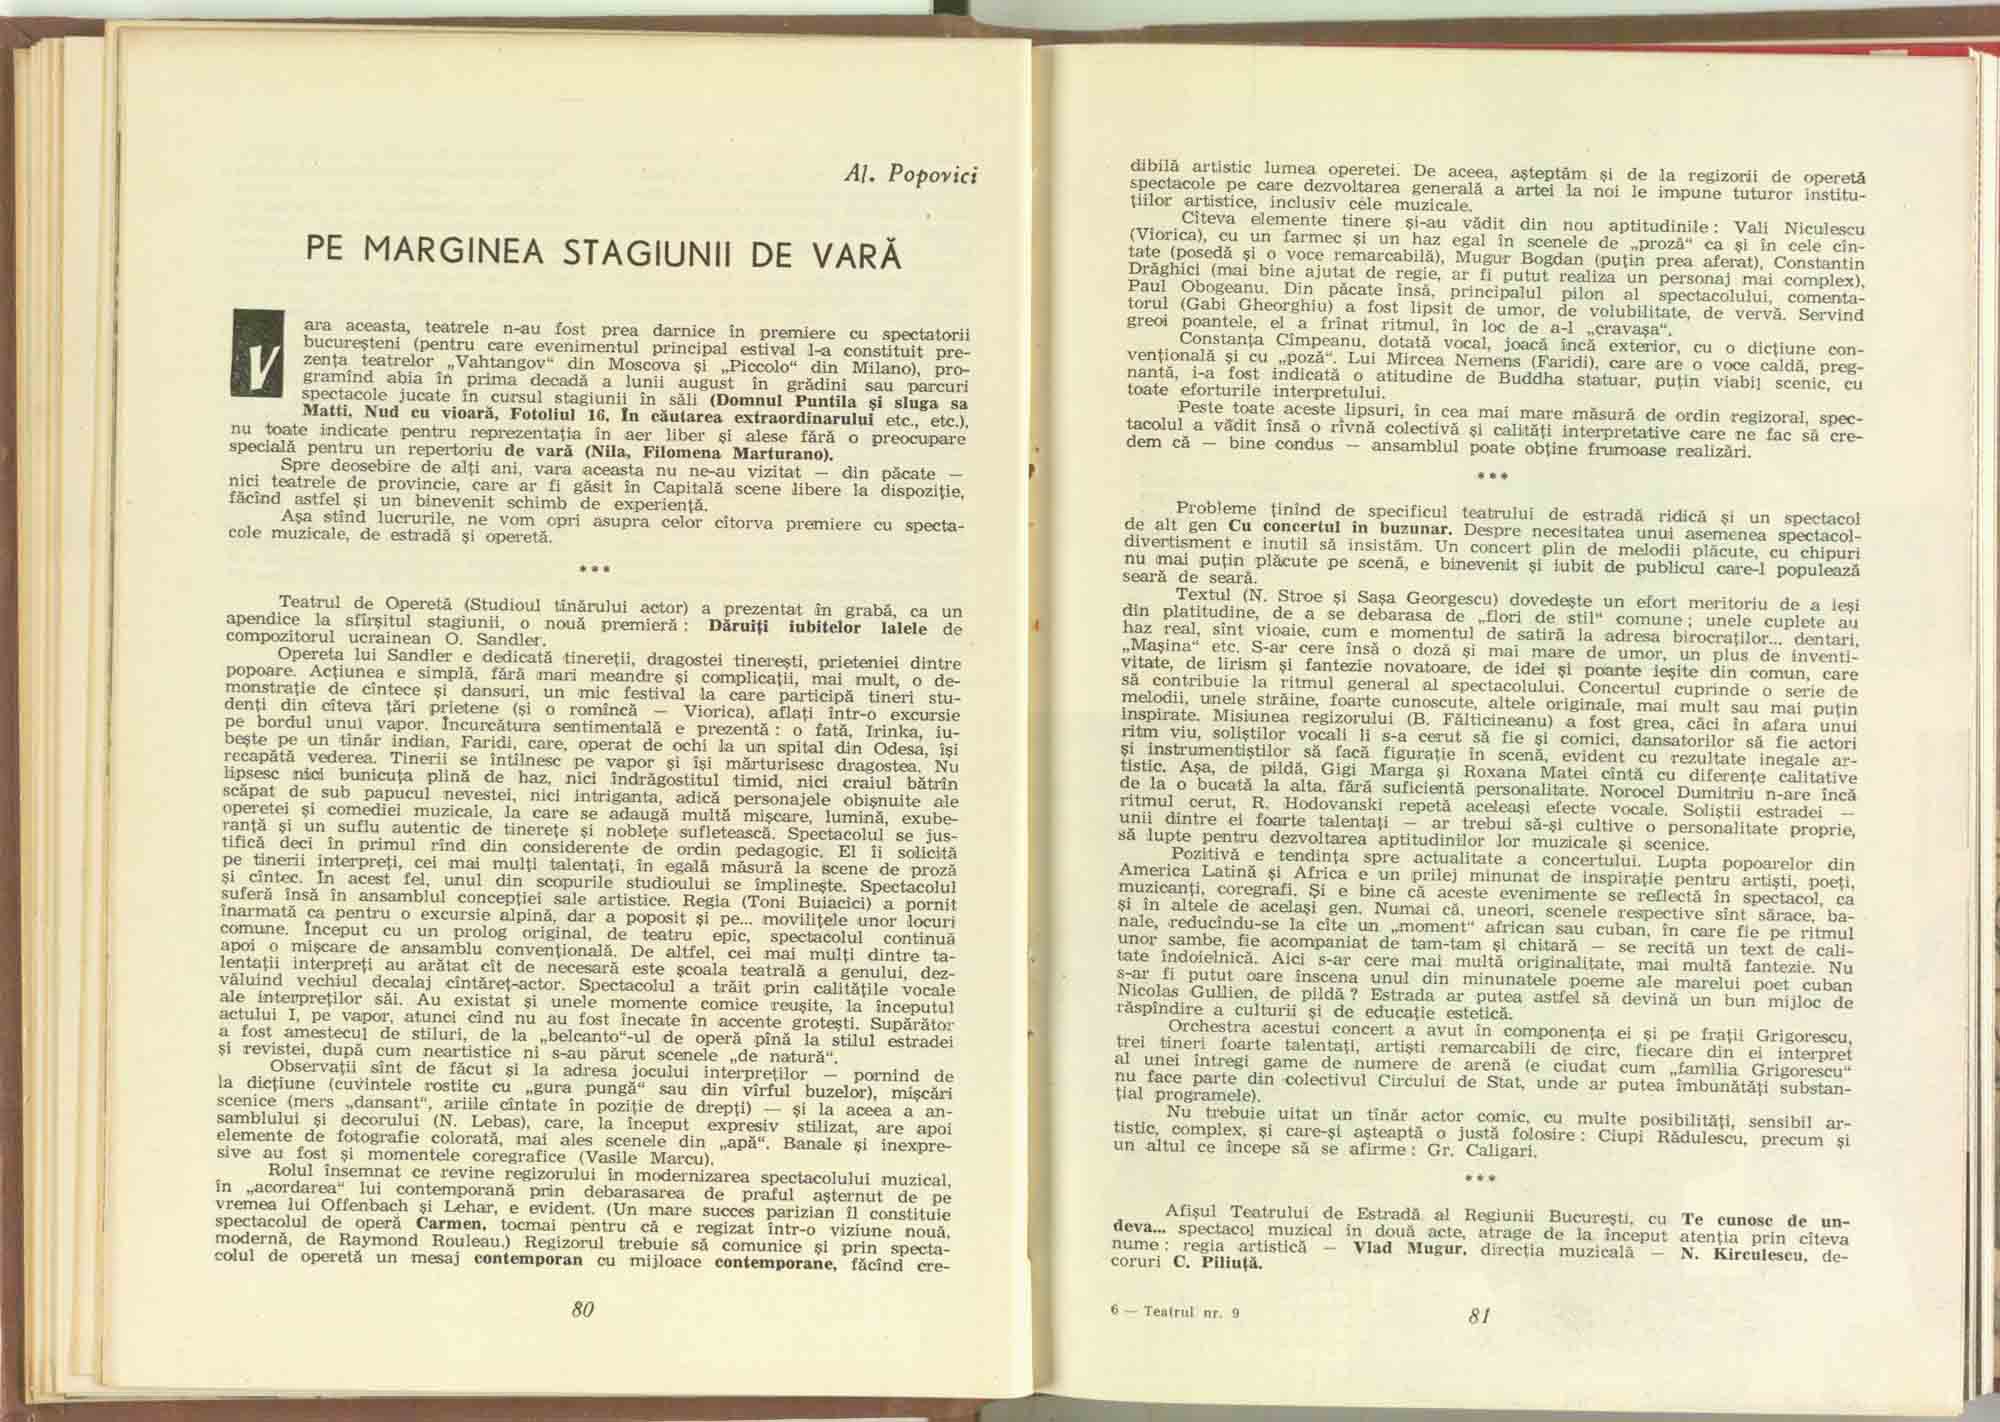 Al. Popovici
PE MARGINEA STAGIUNII DE VARĂ
Vara aceasta, teatrele n-au fost prea darnice în premiere cu spectatorii
bucureșteni (pentru care evenimentul principal estival l-a constituit pre-
zența teatrelor „Vahtangov“ din Moscova și „Piccolo“ din Milano), pro-
gramînd abia în prima decadă a lunii august în grădini sau parcuri
spectacole jucate în cursul stagiunii în săli (Domnul Puntila și sluga sa
Matti, Nud cu vioară, Fotoliul 16, În căutarea extraordinarului etc., etc.),
nu toate indicate pentru reprezentația în aer liber și alese fără o preocupare
specială pentru un repertoriu de vară (Nila, Filomena Marturano).
Spre deosebire de alți ani, vara aceasta nu ne-au vizitat — din păcate —
nici teatrele de provincie, care ar fi găsit în Capitală scene libere la dispoziție,
făcînd astfel și un binevenit schimb de experiență.
Așa stînd lucrurile, ne vom opri asupra celor cîtorva premiere cu specta-
cole muzicale, de estradă și operetă.
***
Teatrul de Operetă (Studioul tînărului actor) a prezentat în grabă, ca un
apendice la sfîrșitul stagiunii, o nouă premieră : Dăruiți iubitelor lalele de
compozitorul ucrainean O. Sandler.
Opereta lui Sandler e dedicată tinereții, dragostei tinerești, prieteniei dintre
popoare. Acțiunea e simplă, fără mari meandre și complicații, mai mult, o de-
monstrație de cîntece și dansuri, un mic festival la care participă tineri stu-
denți din cîteva țări prietene (și o romîncă — Viorica), aflați într-o excursie
pe bordul unui vapor. Încurcătura sentimentală e prezentă : o fată, Irinka, iu-
bește pe un tînăr indian, Faridi, care, operat de ochi la un spital din Odesa, își
recapătă vederea. Tinerii se întîlnesc pe vapor și își mărturisesc dragostea. Nu
lipsesc nici bunicuța plină de haz, nici îndrăgostitul timid, nici craiul bătrîn
scăpat de sub papucul nevestei, nici intriganta, adică personajele obișnuite ale
operetei și comediei muzicale, la care se adaugă multă mișcare, lumină, exube-
ranță și un suflu autentic de tinerețe și noblețe sufletească. Spectacolul se jus-
tifică deci în primul rînd din considerente de ordin pedagogic. El îi solicită
pe tinerii interpreți, cei mai mulți talentați, în egală măsură la scene de proză
și cîntec. În acest fel, unul din scopurile studioului se împlinește. Spectacolul
suferă însă în ansamblul concepției sale artistice. Regia (Toni Buiacici) a pornit
înarmată ca pentru o excursie alpină, dar a poposit și pe... movilițele unor locuri
comune. Început cu un prolog original, de teatru epic, spectacolul continuă
apoi o mișcare de ansamblu convențională. De altfel, cei mai mulți dintre ta-
lentații interpreți au arătat cît de necesară este școala teatrală a genului, dez-
văluind vechiul decalaj cîntăreț-actor. Spectacolul a trăit prin calitățile vocale
ale interpreților săi. Au existat și unele momente comice reușite, la începutul
actului I, pe vapor, atunci cînd nu au fost înecate în accente grotești. Supărător
a fost amestecul de stiluri, de la „belcanto“-ul de operă pînă la stilul estradei
și revistei, după cum neartistice ni s-au părut scenele „de natură“.
Observații sînt de făcut și la adresa jocului interpreților — pornind de
la dicțiune (cuvintele rostite cu „gura pungă“ sau din vîrful buzelor), mișcări
scenice (mers „dansant“, ariile cîntate în poziție de drepți) — și la aceea a an-
samblului și decorului (N. Lebas), care, la început expresiv stilizat, are apoi
elemente de fotografie colorată, mai ales scenele din „apă“. Banale și inexpre-
sive au fost și momentele coregrafice (Vasile Marcu).
Rolul însemnat ce revine regizorului în modernizarea spectacolului muzical,
în „acordarea“ lui contemporană prin debarasarea de praful așternut de pe
vremea lui Offenbach și Lehar, e evident. (Un mare succes parizian îl constituie
spectacolul de operă Carmen, tocmai pentru că e regizat într-o viziune nouă,
modernă, de Raymond Rouleau.) Regizorul trebuie să comunice și prin specta-
colul de operetă un mesaj contemporan cu mijloace contemporane, făcînd cre-
80
dibilă artistic lumea operetei. De aceea, așteptăm și de la regizorii de operetă
spectacole pe care dezvoltarea generală a artei la noi le impune tuturor institu-
țiilor artistice, inclusiv cele muzicale.
Cîteva elemente tinere și-au vădit din nou aptitudinile : Vali Niculescu
(Viorica), cu un farmec și un haz egal în scenele de „proză“ ca și în cele cîn-
tate (posedă și o voce remarcabilă), Mugur Bogdan (puțin prea aferat), Constantin
Drăghici (mai bine ajutat de regie, ar fi putut realiza un personaj mai complex),
Paul Obogeanu. Din păcate însă, principalul pilon al spectacolului, comenta-
torul (Gabi Gheorghiu) a fost lipsit de umor, de volubilitate, de vervă. Servind
greoi poantele, el a frînat ritmul, în loc de a-l „cravașa“.
Constanța Cîmpeanu, dotată vocal, joacă încă exterior, cu o dicțiune con-
vențională și cu „poză“. Lui Mircea Nemens (Faridi), care are o voce caldă, preg-
nantă, i-a fost indicată o atitudine de Buddha statuar, puțin viabil scenic, cu
toate eforturile interpretului.
Peste toate aceste lipsuri, în cea mai mare măsură de ordin regizoral, spec-
tacolul a vădit însă o rîvnă colectivă și calități interpretative care ne fac să cre-
dem că — bine condus — ansamblul poate obține frumoase realizări.
***
Probleme ținînd de specificul teatrului de estradă ridică și un spectacol
de alt gen Cu concertul în buzunar. Despre necesitatea unui asemenea spectacol-
divertisment e inutil să insistăm. Un concert plin de melodii plăcute, cu chipuri
nu mai puțin plăcute pe scenă, e binevenit și iubit de publicul care-l populează
seară de seară.
Textul (N. Stroe și Sașa Georgescu) dovedește un efort meritoriu de a ieși
din platitudine, de a se debarasa de „flori de stil“ comune ; unele cuplete au
haz real, sînt vioaie, cum e momentul de satiră la adresa birocraților... dentari,
„Mașina“ etc. S-ar cere însă o doză și mai mare de umor, un plus de inventi-
vitate, de lirism și fantezie novatoare, de idei și poante ieșite din comun, care
să contribuie la ritmul general al spectacolului. Concertul cuprinde o serie de
melodii, unele străine, foarte cunoscute, altele originale, mai mult sau mai puțin
inspirate. Misiunea regizorului (B. Fălticineanu) a fost grea, căci în afara unui
ritm viu, soliștilor vocali li s-a cerut să fie și comici, dansatorilor să fie actori
și instrumentiștilor să facă figurație în scenă, evident cu rezultate inegale ar-
tistic. Așa, de pildă, Gigi Marga și Roxana Matei cîntă cu diferențe calitative
de la o bucată la alta, fără suficientă personalitate. Norocel Dumitriu n-are încă
ritmul cerut, R. Hodovanski repetă aceleași efecte vocale. Soliștii estradei —
unii dintre ei foarte talentați — ar trebui să-și cultive o personalitate proprie,
să lupte pentru dezvoltarea aptitudinilor lor muzicale și scenice.
Pozitivă e tendința spre actualitate a concertului. Lupta popoarelor din
America Latină și Africa e un prilej minunat de inspirație pentru artiști, poeți,
muzicanți, coregrafi. Și e bine că aceste evenimente se reflectă în spectacol, ca
și în altele de același gen. Numai că, uneori, scenele respective sînt sărace, ba-
nale, reducîndu-se la cîte un „moment“ african sau cuban, în care fie pe ritmul
unor sambe, fie acompaniat de tam-tam și chitară — se recită un text de cali-
tate îndoielnică. Aici s-ar cere mai multă originalitate, mai multă fantezie. Nu
s-ar fi putut oare înscena unul din minunatele poeme ale marelui poet cuban
Nicolas Gullien, de pildă ? Estrada ar putea astfel să devină un bun mijloc de
răspîndire a culturii și de educație estetică.
Orchestra acestui concert a avut în componența ei și pe frații Grigorescu,
trei tineri foarte talentați, artiști remarcabili de circ, fiecare din ei interpret
al unei întregi game de numere de arenă (e ciudat cum „familia Grigorescu“
nu face parte din colectivul Circului de Stat, unde ar putea îmbunătăți substan-
țial programele).
Nu trebuie uitat un tînăr actor comic, cu multe posibilități, sensibil ar-
tistic, complex, și care-și așteaptă o justă folosire : Ciupi Rădulescu, precum și
un altul ce începe să se afirme : Gr. Caligari.
***
Afișul Teatrului de Estradă al Regiunii București, cu Te cunosc de un-
deva... spectacol muzical în două acte, atrage de la început atenția prin cîteva
nume : regia artistică — Vlad Mugur, direcția muzicală — N. Kirculescu, de-
coruri C. Piliuță.
6 — Teatrul nr. 9
81